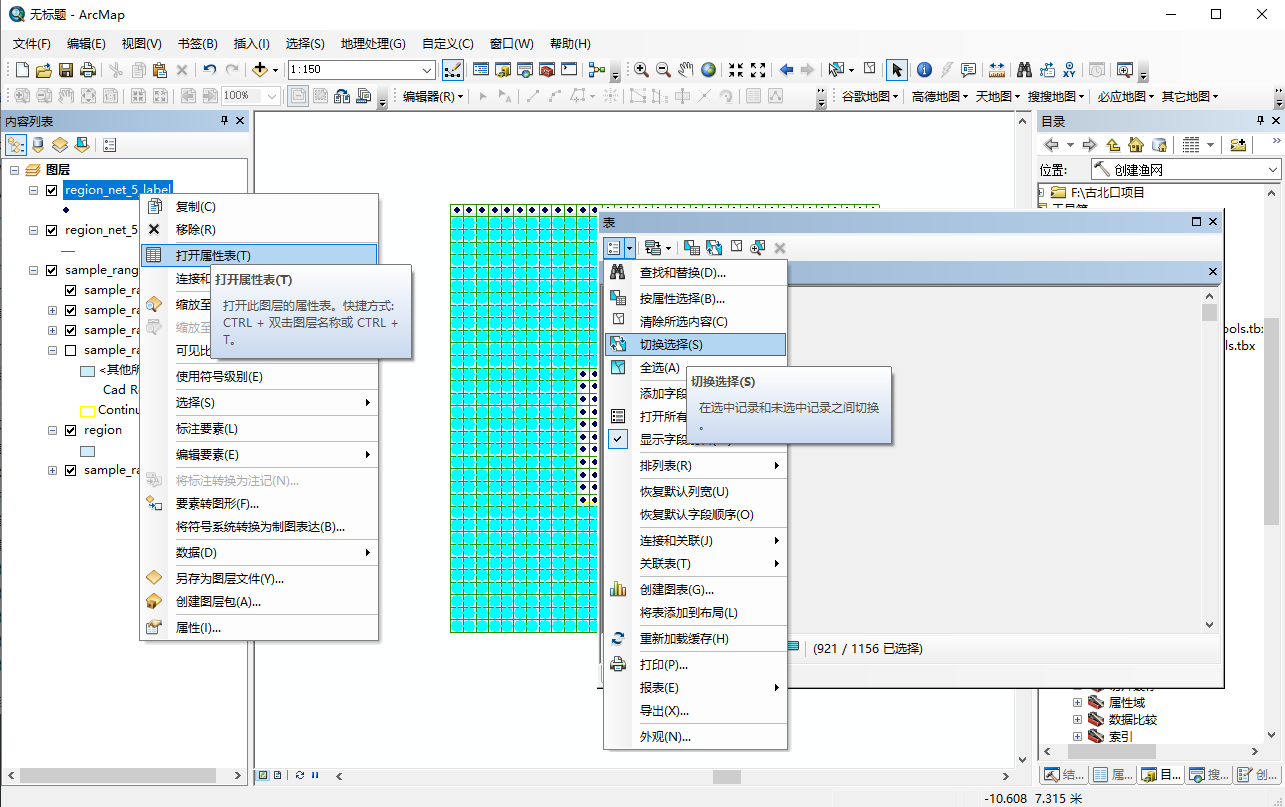 无标题 - ArcMap
文件(F) 编辑(E) 视图(V) 书签(B) 插入(I) 选择(S) 地理处理(G) 自定义(C) 窗口(W) 帮助(H)
1:150
100% 编辑器(R) 谷歌地图 高德地图 天地图 搜搜地图 必应地图 其它地图
内容列表
图层
region_net_5_label
region_net_5
sample_rang
sample_ra
sample_ra
sample_ra
sample_ra
<其他所
Cad R
Continu
region
sample_ra
复制(C)
移除(R)
打开属性表(T)
连接和
缩放至
缩放至
可见比
使用符号级别(E)
选择(S)
标注要素(L)
编辑要素(E)
将标注转换为注记(N)...
要素转图形(F)...
将符号系统转换为制图表达(B)...
数据(D)
另存为图层文件(Y)...
创建图层包(A)...
属性(I)...
打开属性表(T)
打开此图层的属性表。快捷方式:
CTRL + 双击图层名称或 CTRL +
T。
表
查找和替换(D)...
按属性选择(B)...
清除所选内容(C)
切换选择(S)
全选(A)
添加字段
打开所有
显示字段
排列表(R)
恢复默认列宽(U)
恢复默认字段顺序(O)
连接和关联(J)
关联表(T)
创建图表(G)...
将表添加到布局(L)
重新加载缓存(H)
打印(P)...
报表(E)
导出(X)...
外观(N)...
切换选择(S)
在选中记录和未选中记录之间切换
。
(921 / 1156 已选择)
目录
位置: 创建渔网
F:\古北口项目
ools.tb
ls.tbx
属性域
数据比较
索引
结... 属... 目... 搜... 创...
-10.608 7.315 米